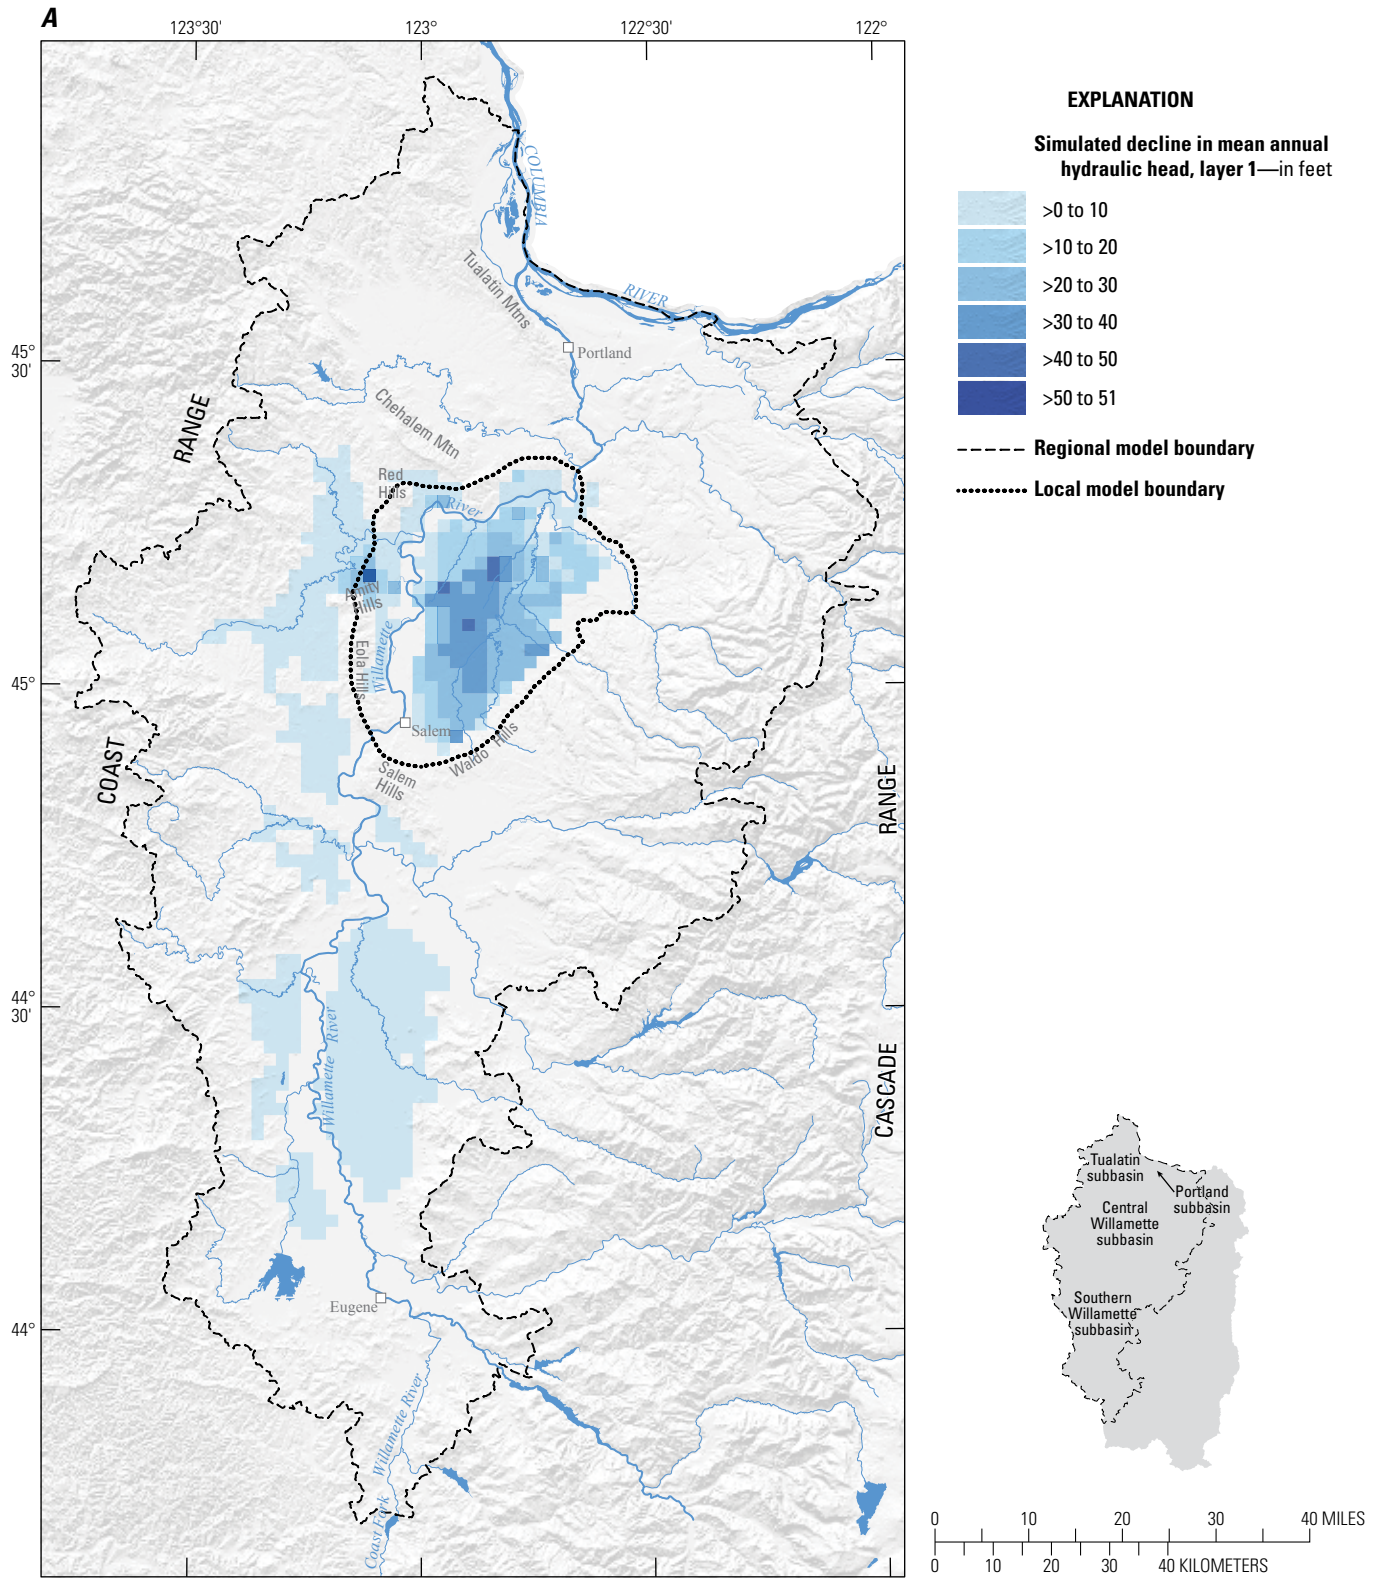 A
123°30'
123°
122°30'
122°
COLUMBIA
RIVER
Tualatin Mtns
Portland
45°
30'
RANGE
Chehalem Mtn
Red
Hills
River
Amity
Hills
Eola Hills
Willamette
45°
Salem
Waldo Hills
Salem
Hills
COAST
RANGE
44°
30'
Willamette River
CASCADE
Eugene
44°
Willamette River
Coast Fork
EXPLANATION
Simulated decline in mean annual
hydraulic head, layer 1—in feet
>0 to 10
>10 to 20
>20 to 30
>30 to 40
>40 to 50
>50 to 51
Regional model boundary
Local model boundary
Tualatin
subbasin
Portland
subbasin
Central
Willamette
subbasin
Southern
Willamette
subbasin
0 10 20 30 40 MILES
0 10 20 30 40 KILOMETERS